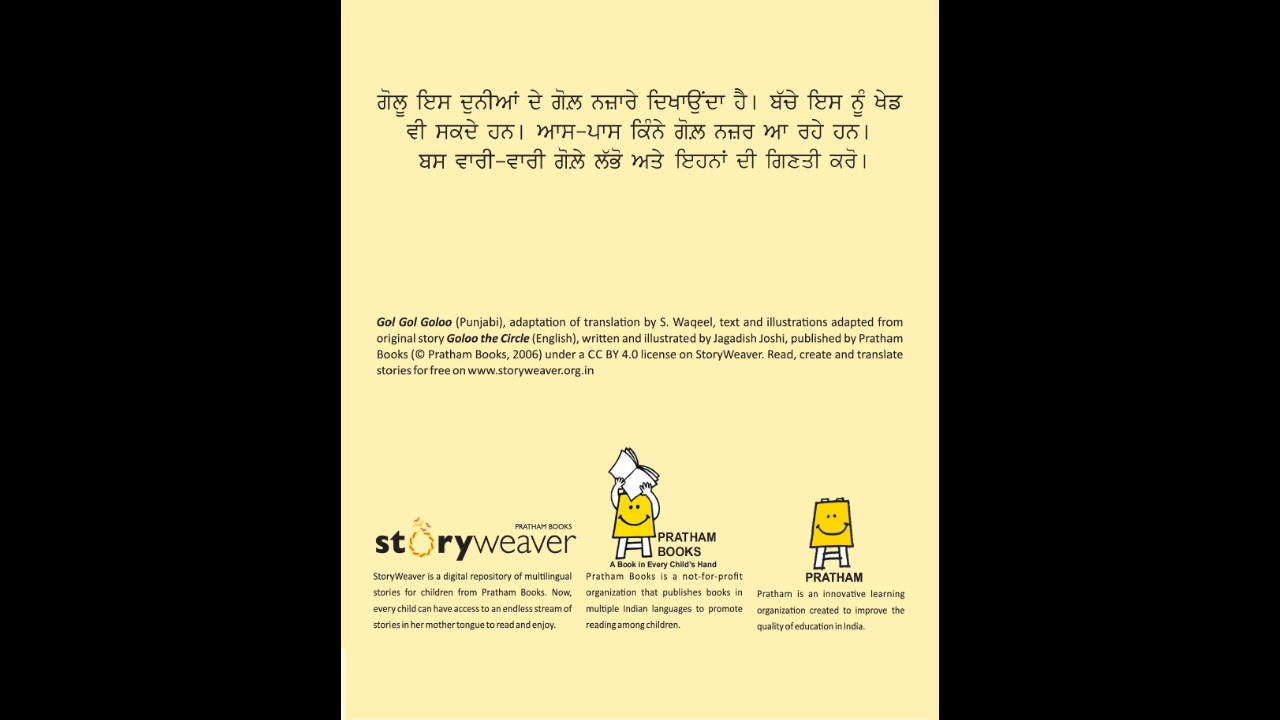 ਗੋਲੂ ਇਸ ਦੁਨੀਆਂ ਦੇ ਗੋਲ਼ ਨਜ਼ਾਰੇ ਦਿਖਾਉਂਦਾ ਹੈ। ਬੱਚੇ ਇਸ ਨੂੰ ਖੇਡ
ਵੀ ਸਕਦੇ ਹਨ। ਆਸ-ਪਾਸ ਕਿੰਨੇ ਗੋਲ਼ ਨਜ਼ਰ ਆ ਰਹੇ ਹਨ।
ਬਸ ਵਾਰੀ-ਵਾਰੀ ਗੋਲ਼ੇ ਲੱਭੋ ਅਤੇ ਇਹਨਾਂ ਦੀ ਗਿਣਤੀ ਕਰੋ।
Gol Gol Goloo (Punjabi), adaptation of translation by S. Waqeel, text and illustrations adapted from
original story Goloo the Circle (English), written and illustrated by Jagadish Joshi, published by Pratham
Books (© Pratham Books, 2006) under a CC BY 4.0 license on StoryWeaver. Read, create and translate
stories for free on www.storyweaver.org.in
PRATHAM BOOKS
storyweaver
StoryWeaver is a digital repository of multilingual
stories for children from Pratham Books. Now,
every child can have access to an endless stream of
stories in her mother tongue to read and enjoy.
PRATHAM
BOOKS
A Book in Every Child's Hand
Pratham Books is a not-for-profit
organization that publishes books in
multiple Indian languages to promote
reading among children.
PRATHAM
Pratham is an innovative learning
organization created to improve the
quality of education in India.